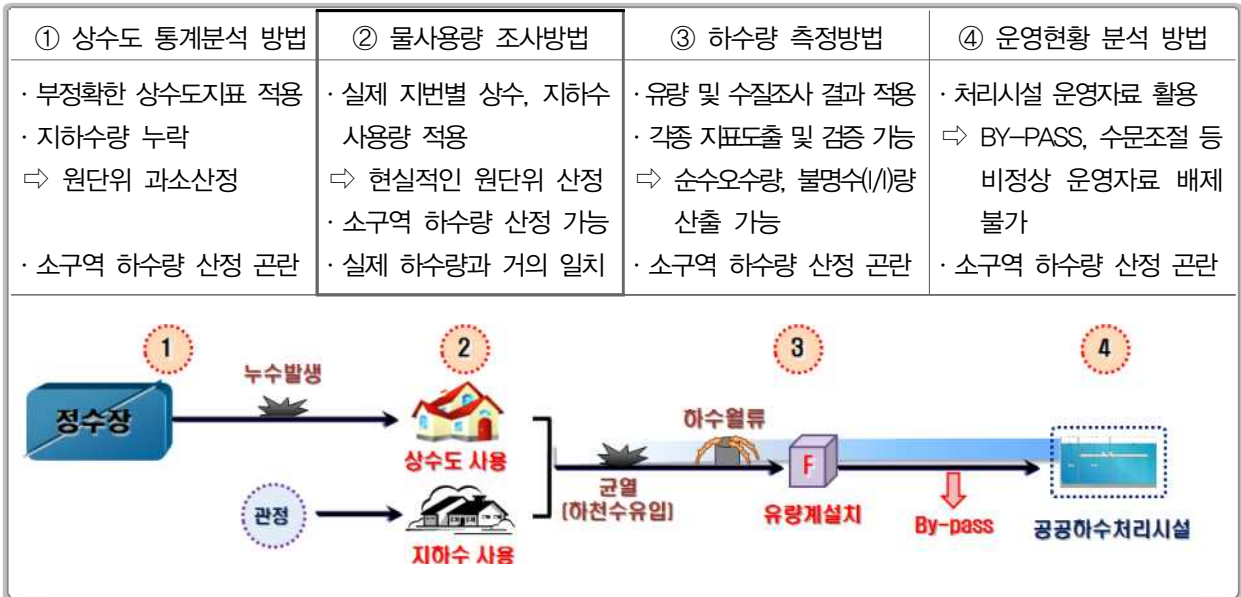 ① 상수도 통계분석 방법
· 부정확한 상수도지표 적용
· 지하수량 누락
⇨ 원단위 과소산정
· 소구역 하수량 산정 곤란
② 물사용량 조사방법
· 실제 지번별 상수, 지하수
사용량 적용
⇨ 현실적인 원단위 산정
· 소구역 하수량 산정 가능
· 실제 하수량과 거의 일치
③ 하수량 측정방법
· 유량 및 수질조사 결과 적용
· 각종 지표도출 및 검증 가능
⇨ 순수오수량, 불명수(I/I)량
산출 가능
· 소구역 하수량 산정 곤란
④ 운영현황 분석 방법
· 처리시설 운영자료 활용
⇨ BY-PASS, 수문조절 등
비정상 운영자료 배제
불가
· 소구역 하수량 산정 곤란
1
2
3
4
누수발생
정수장
상수도 사용
관정
지하수 사용
하수월류
균열
(하천수유입)
F
유량계설치
By-pass
공공하수처리시설